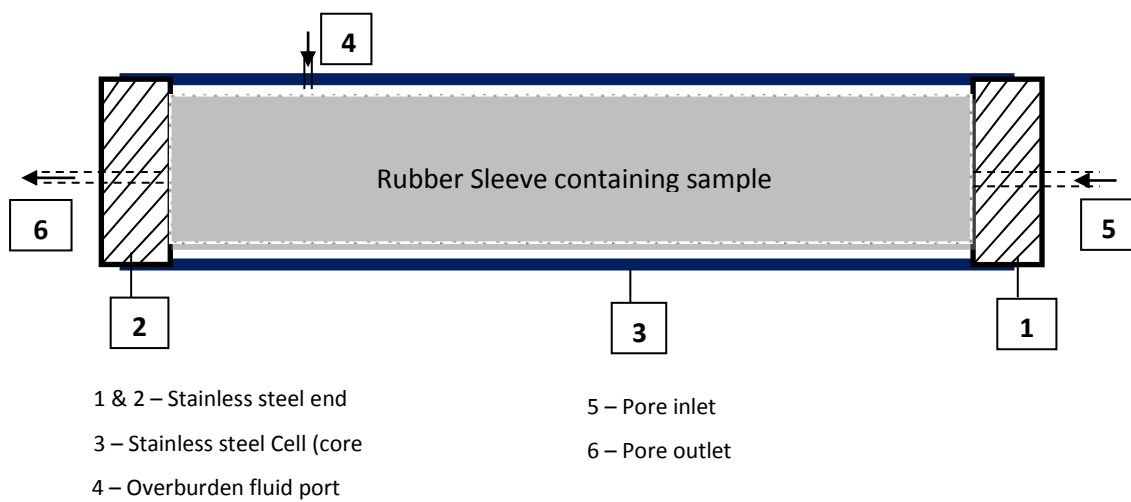 4
Rubber Sleeve containing sample
6
5
2
3
1
1 & 2 – Stainless steel end
3 – Stainless steel Cell (core
4 – Overburden fluid port
5 – Pore inlet
6 – Pore outlet